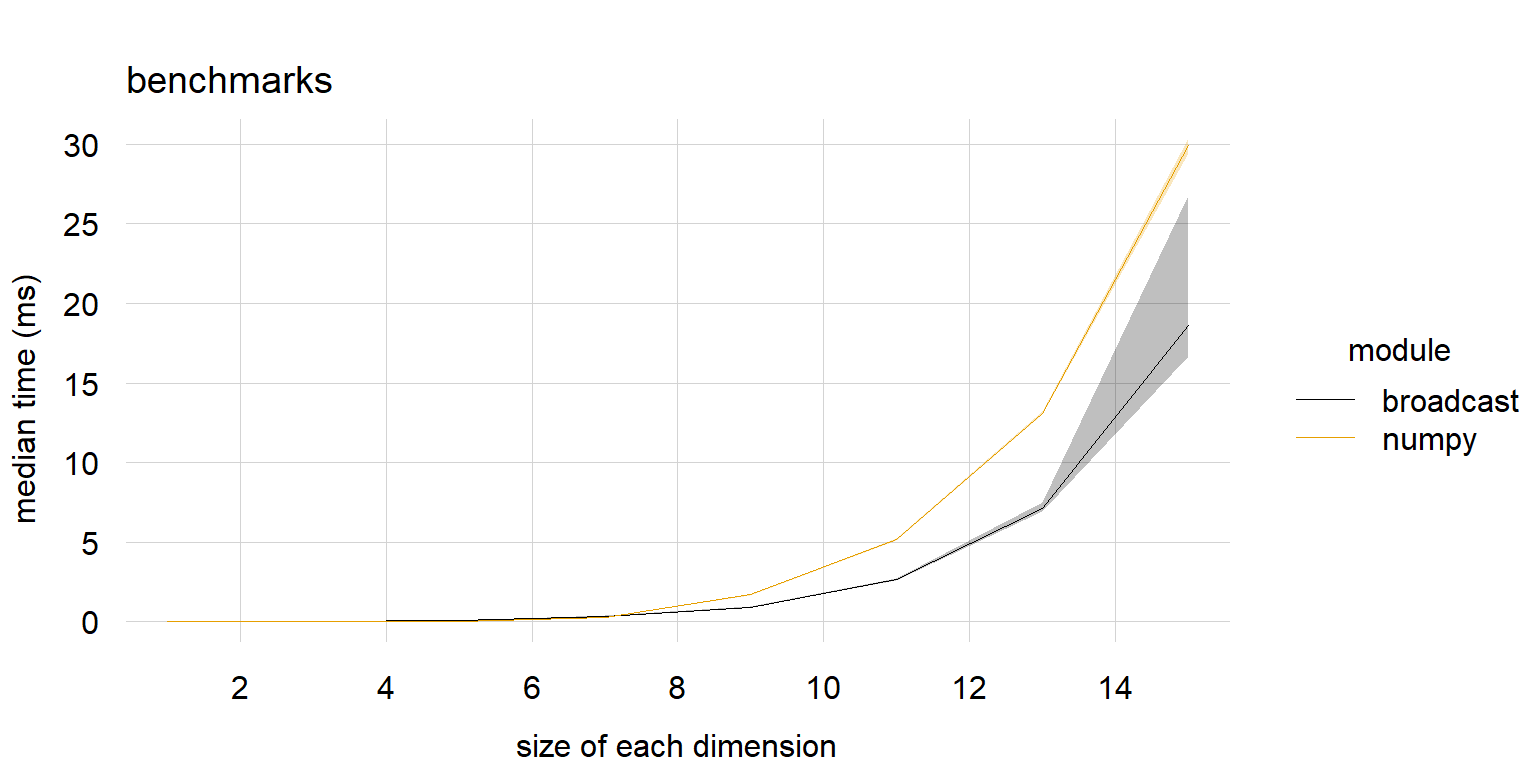 benchmarks
30
25
20
15
10
5
0
median time (ms)
2 4 6 8 10 12 14
size of each dimension
module
broadcast
numpy